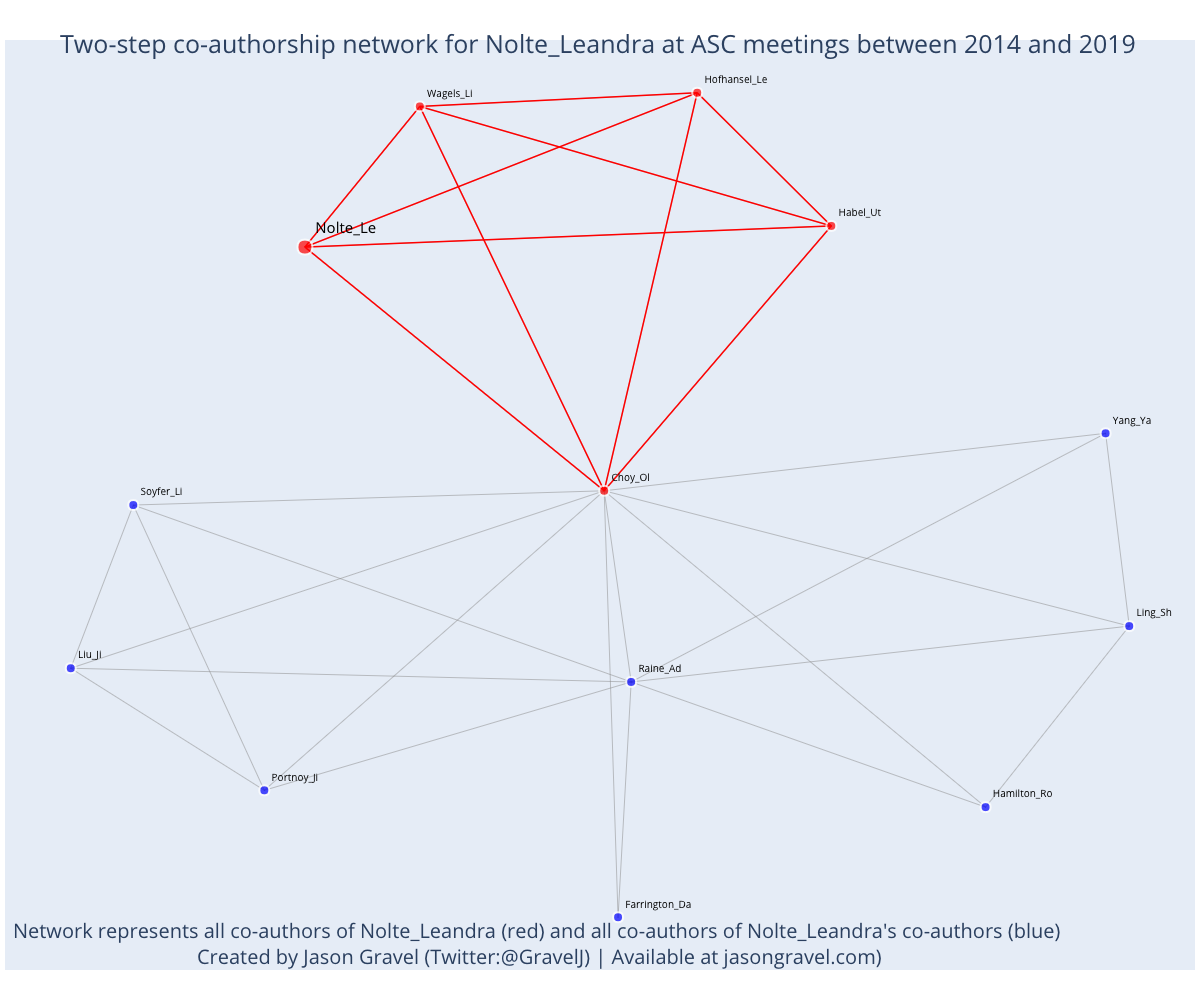 Two-step co-authorship network for Nolte_Leandra at ASC meetings between 2014 and 2019
Hofhansel_Le
Wagels_Li
Habel_Ut
Nolte_Le
Yang_Ya
Choy_Ol
Soyfer_Li
Ling_Sh
Liu_Ji
Raine_Ad
Portnoy_Ji
Hamilton_Ro
Farrington_Da
Network represents all co-authors of Nolte_Leandra (red) and all co-authors of Nolte_Leandra's co-authors (blue)
Created by Jason Gravel (Twitter:@GravelJ) | Available at jasongravel.com)